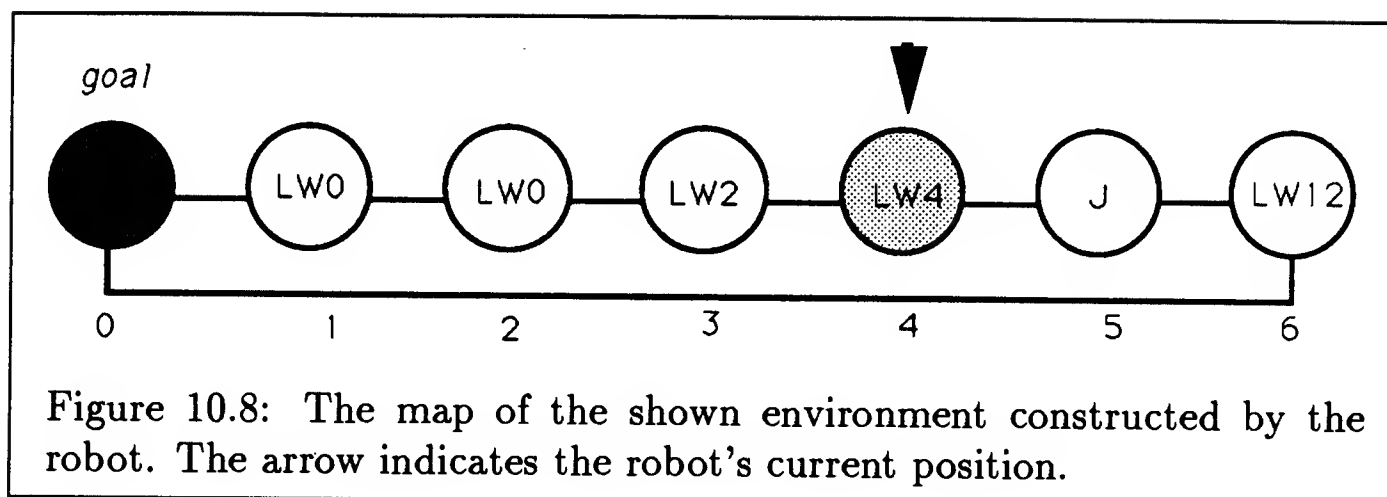 goal
LW0 LW0 LW2 LW4 J LW12
0 1 2 3 4 5 6
Figure 10.8: The map of the shown environment constructed by the
robot. The arrow indicates the robot's current position.